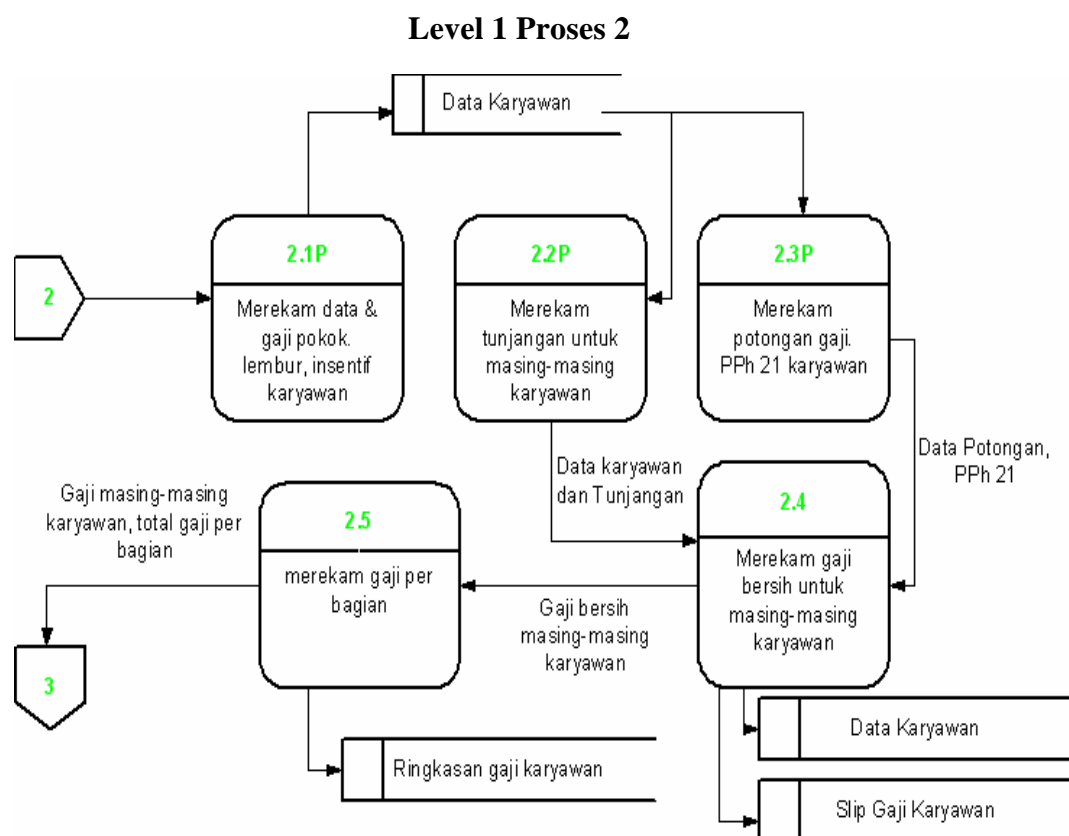 Level 1 Proses 2
Data Karyawan
2.1P
2.2P
2.3P
2
Merekam data &
gaji pokok.
lembur, insentif
karyawan
Merekam
tunjangan untuk
masing-masing
karyawan
Merekam
potongan gaji.
PPh 21 karyawan
Data Potongan,
PPh 21
Data karyawan
dan Tunjangan
Gaji masing-masing
karyawan, total gaji per
bagian
2.5
merekam gaji per
bagian
Gaji bersih
masing-masing
karyawan
2.4
Merekam gaji
bersih untuk
masing-masing
karyawan
3
Ringkasan gaji karyawan
Data Karyawan
Slip Gaji Karyawan